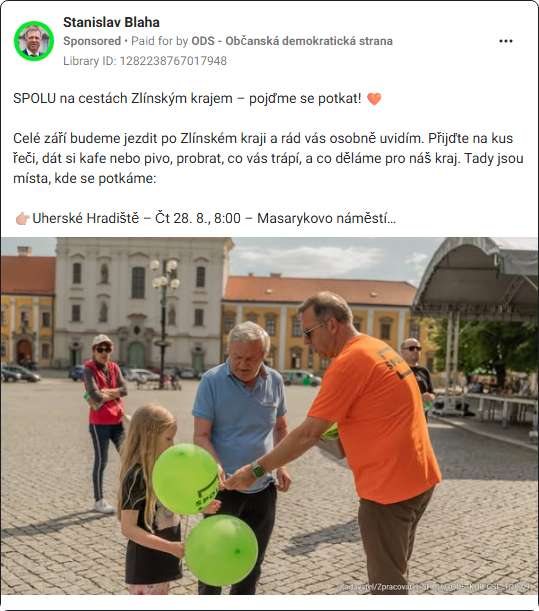 Stanislav Blaha
Sponsored • Paid for by ODS - Občanská demokratická strana
Library ID: 1282238767017948
SPOLU na cestách Zlínským krajem – pojďme se potkat! 🧡
Celé září budeme jezdit po Zlínském kraji a rád vás osobně uvidím. Přijďte na kus
řeči, dát si kafe nebo pivo, probrat, co vás trápí, a co děláme pro náš kraj. Tady jsou
místa, kde se potkáme:
👉🏻Uherské Hradiště – Čt 28. 8., 8:00 – Masarykovo náměstí...